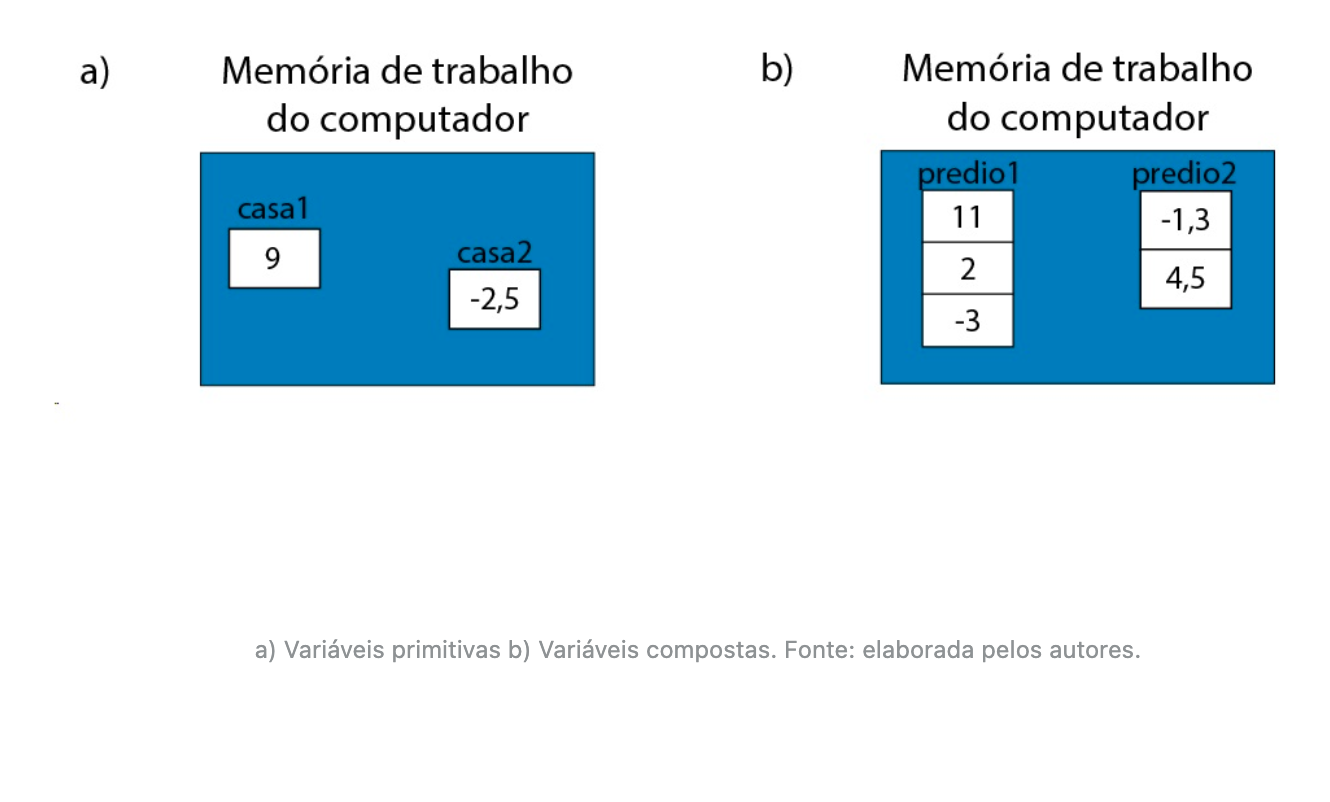 a)
Memória de trabalho
do computador
casa1
9
casa2
-2,5
b)
Memória de trabalho
do computador
predio1
11
2
-3
predio2
-1,3
4,5
a) Variáveis primitivas b) Variáveis compostas. Fonte: elaborada pelos autores.